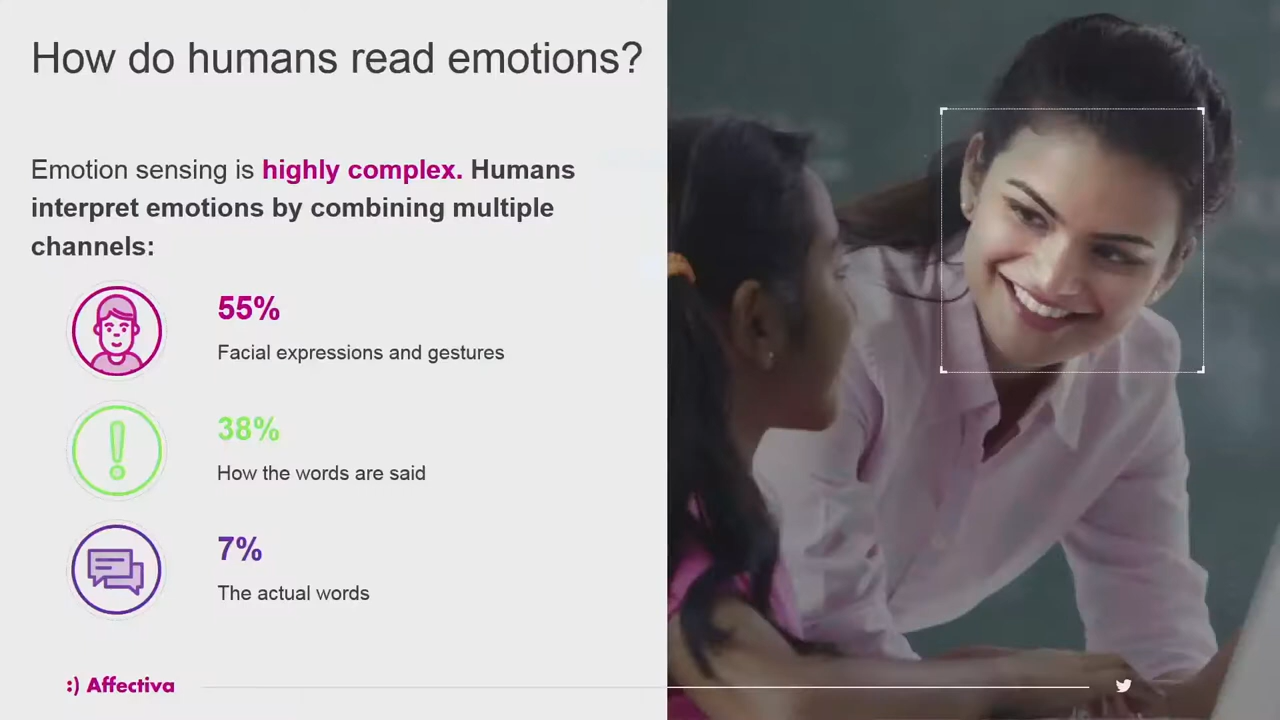 How do humans read emotions?
Emotion sensing is highly complex. Humans
interpret emotions by combining multiple
channels:
55%
Facial expressions and gestures
38%
How the words are said
7%
The actual words
:) Affectiva